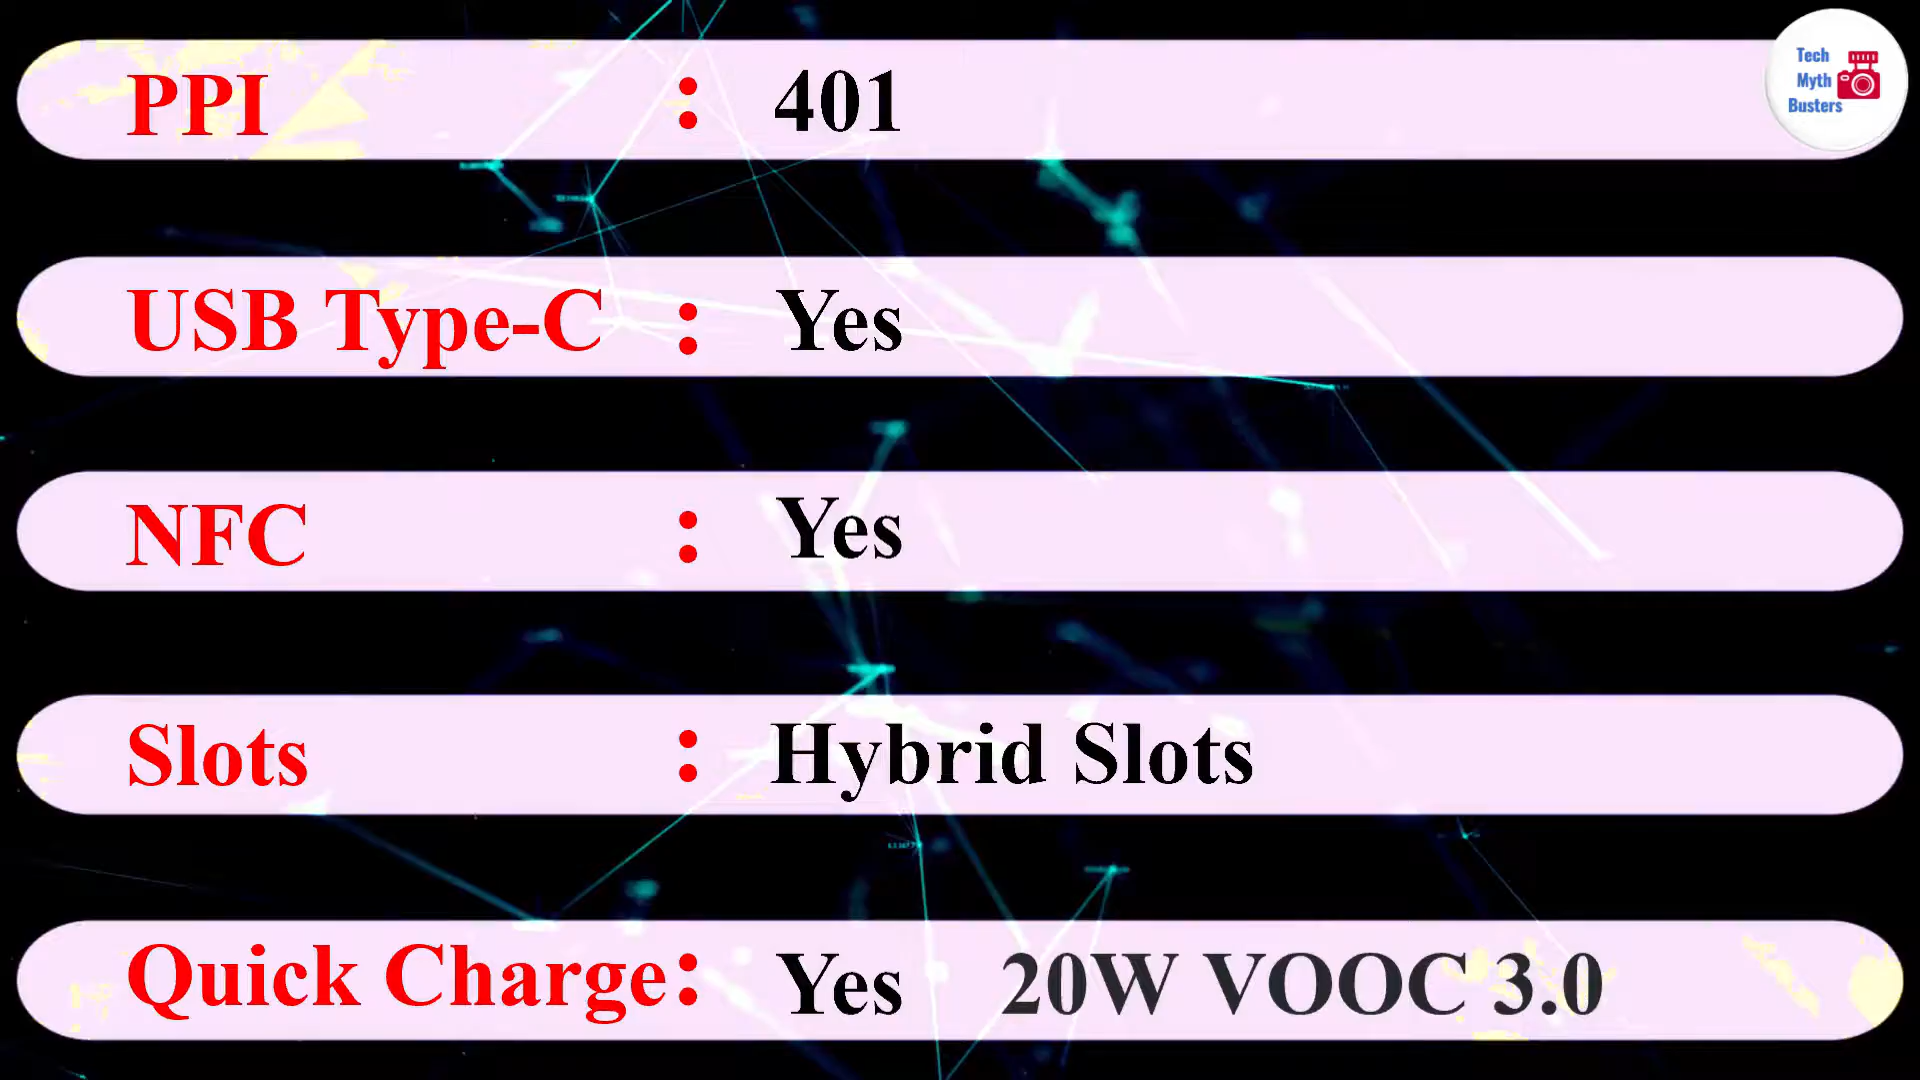 PPI : 401
Tech
Myth
Busters
USB Type-C : Yes
NFC : Yes
Slots : Hybrid Slots
Quick Charge: Yes 20W VOOC 3.0